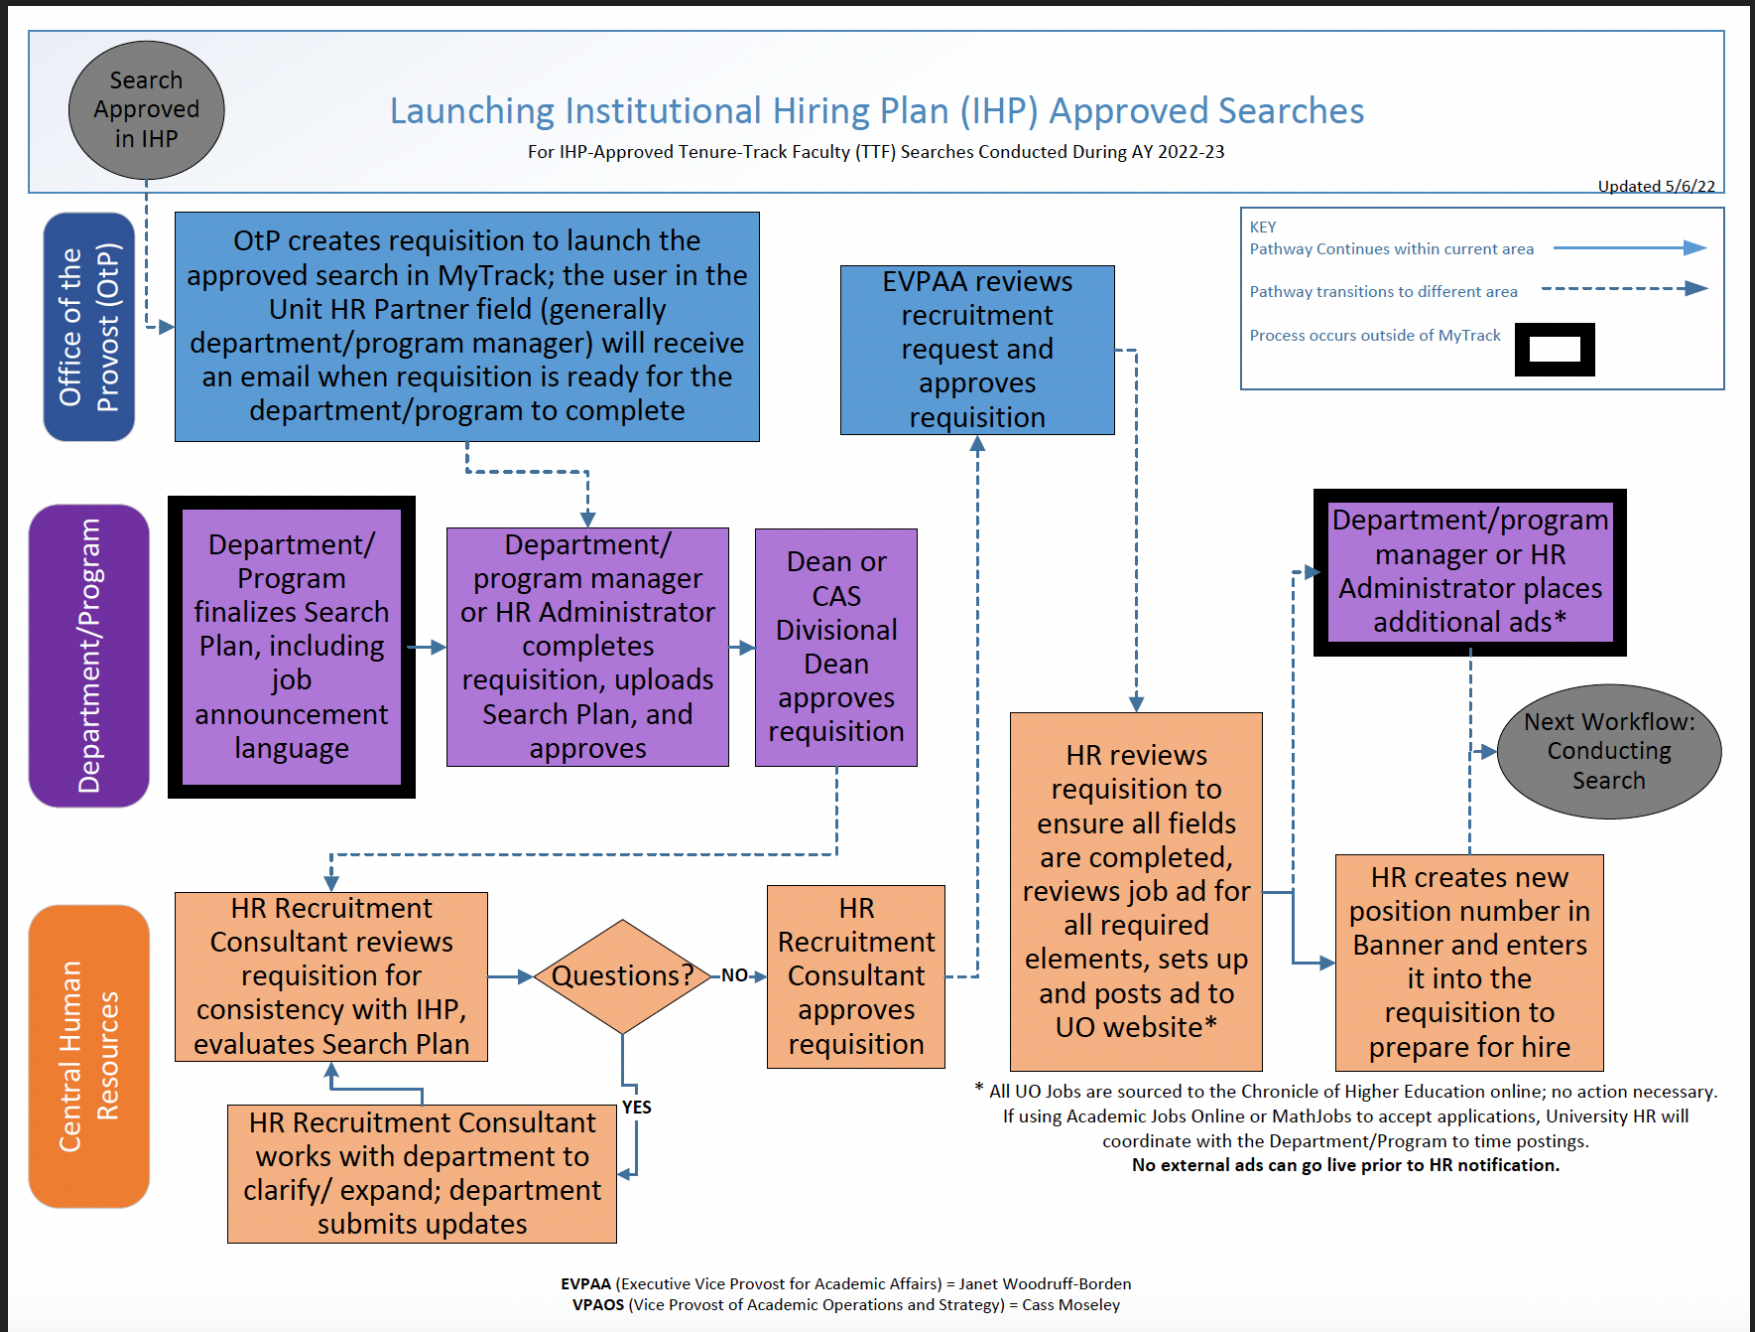 Search
Approved
in IHP
Launching Institutional Hiring Plan (IHP) Approved Searches
For IHP-Approved Tenure-Track Faculty (TTF) Searches Conducted During AY 2022-23
Updated 5/6/22
KEY
Pathway Continues within current area
Pathway transitions to different area
Process occurs outside of MyTrack
Office of the
Provost (OtP)
OtP creates requisition to launch the
approved search in MyTrack; the user in the
Unit HR Partner field (generally
department/program manager) will receive
an email when requisition is ready for the
department/program to complete
EVPAA reviews
recruitment
request and
approves
requisition
Department/Program
Department/
Program
finalizes Search
Plan, including
job
announcement
language
Department/
program manager
or HR Administrator
completes
requisition, uploads
Search Plan, and
approves
Dean or
CAS
Divisional
Dean
approves
requisition
Department/program
manager or HR
Administrator places
additional ads*
Next Workflow:
Conducting
Search
Central Human
Resources
HR Recruitment
Consultant reviews
requisition for
consistency with IHP,
evaluates Search Plan
Questions?
NO
YES
HR Recruitment Consultant
works with department to
clarify/ expand; department
submits updates
HR
Recruitment
Consultant
approves
requisition
HR reviews
requisition to
ensure all fields
are completed,
reviews job ad for
all required
elements, sets up
and posts ad to
UO website*
HR creates new
position number in
Banner and enters
it into the
requisition to
prepare for hire
* All UO Jobs are sourced to the Chronicle of Higher Education online; no action necessary.
If using Academic Jobs Online or MathJobs to accept applications, University HR will
coordinate with the Department/Program to time postings.
No external ads can go live prior to HR notification.
EVPAA (Executive Vice Provost for Academic Affairs) = Janet Woodruff-Borden
VPAOS (Vice Provost of Academic Operations and Strategy) = Cass Moseley